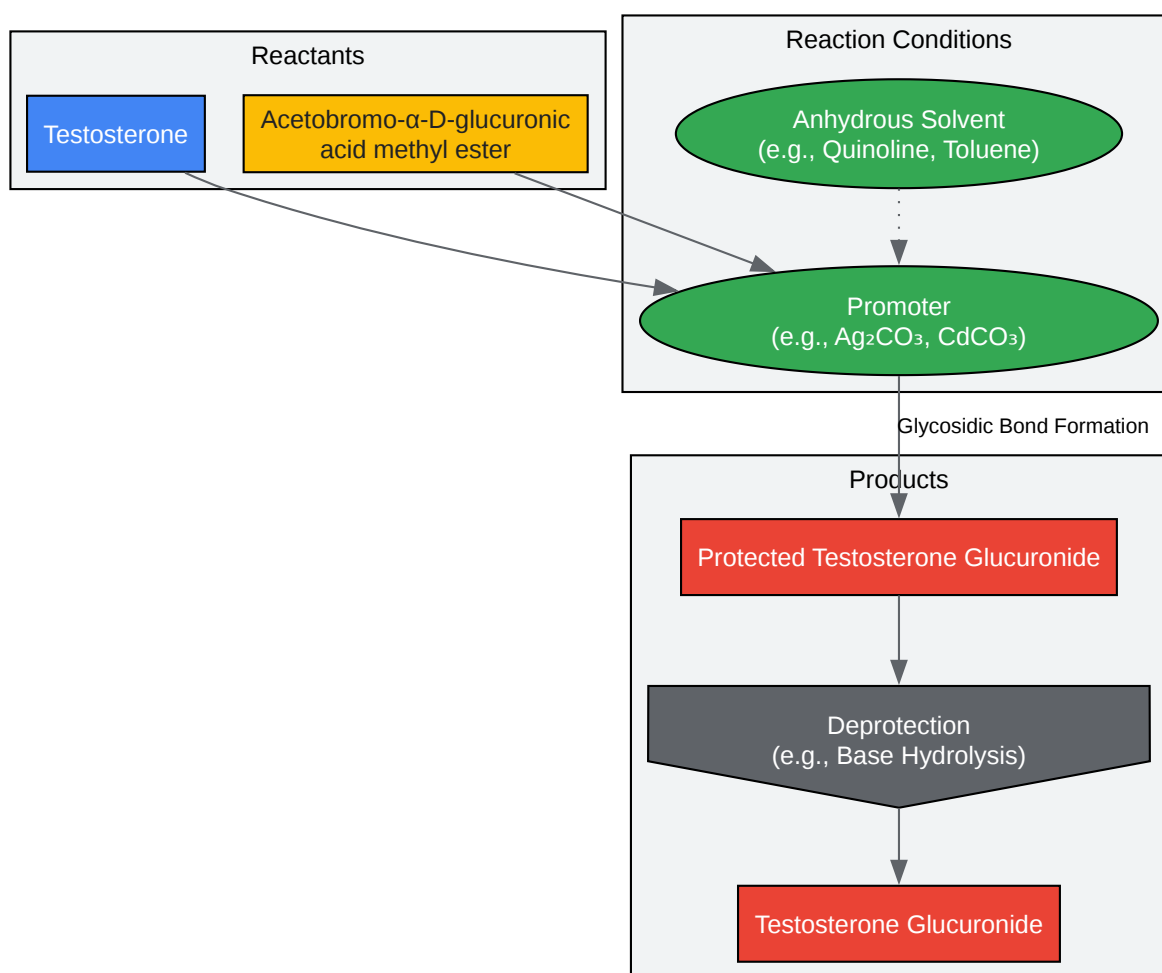 Reactants
Testosterone
Acetobromo-α-D-glucuronic
acid methyl ester
Reaction Conditions
Anhydrous Solvent
(e.g., Quinoline, Toluene)
Promoter
(e.g., Ag₂CO₃, CdCO₃)
Glycosidic Bond Formation
Products
Protected Testosterone Glucuronide
Deprotection
(e.g., Base Hydrolysis)
Testosterone Glucuronide